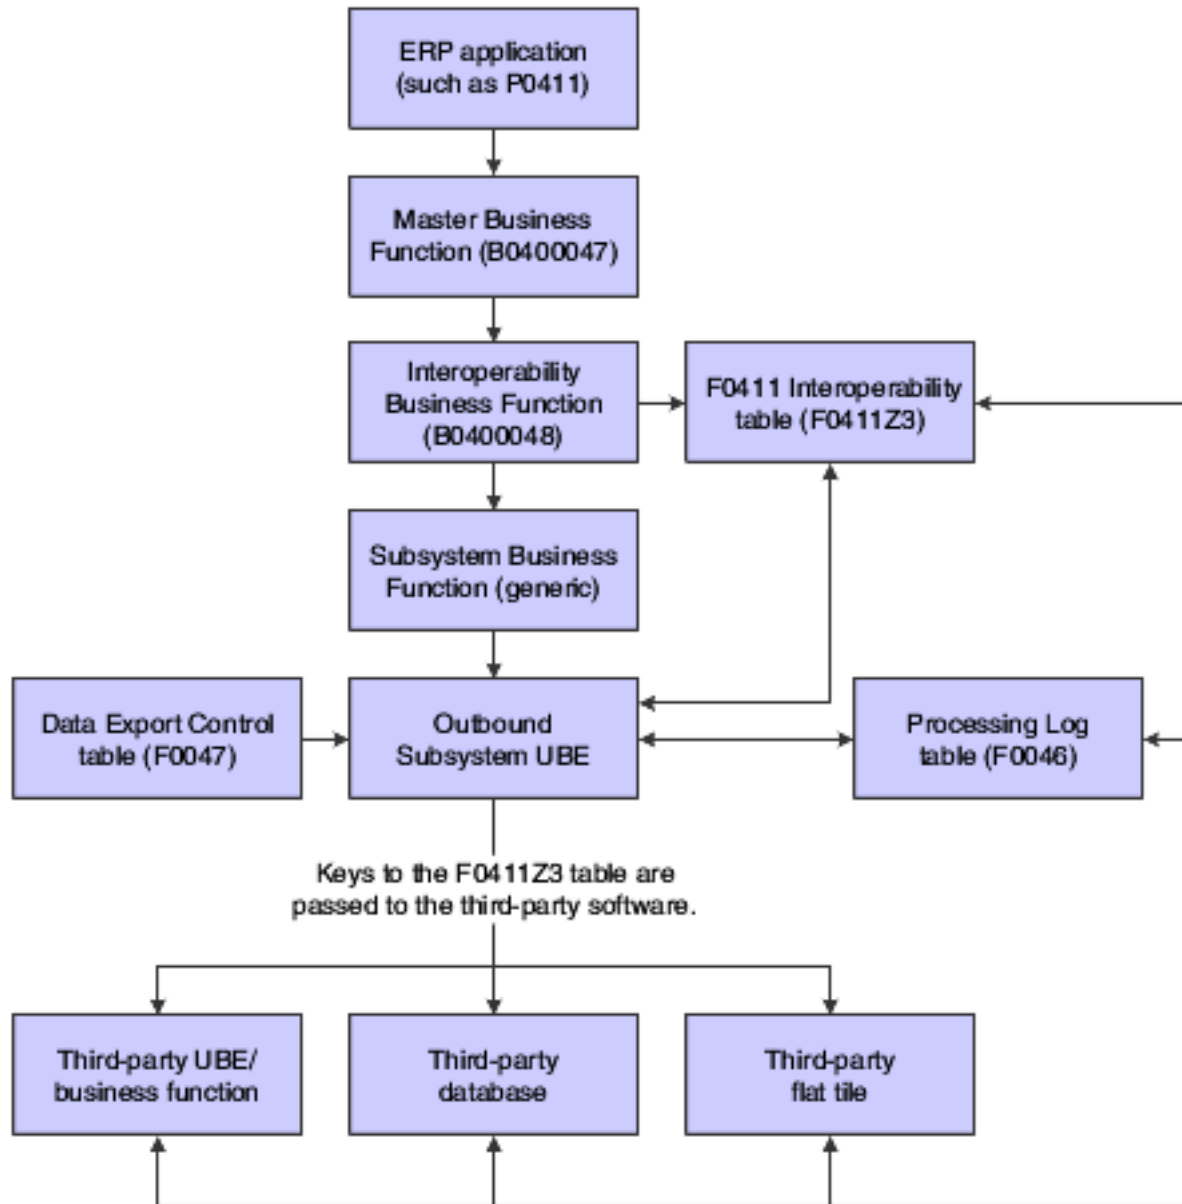 ERP application
(such as P0411)
Master Business
Function (B0400047)
Interoperability
Business Function
(B0400048)
F0411 Interoperability
table (F0411Z3)
Subsystem Business
Function (generic)
Data Export Control
table (F0047)
Outbound
Subsystem UBE
Processing Log
table (F0046)
Keys to the F0411Z3 table are
passed to the third-party software.
Third-party UBE/
business function
Third-party
database
Third-party
flat tile